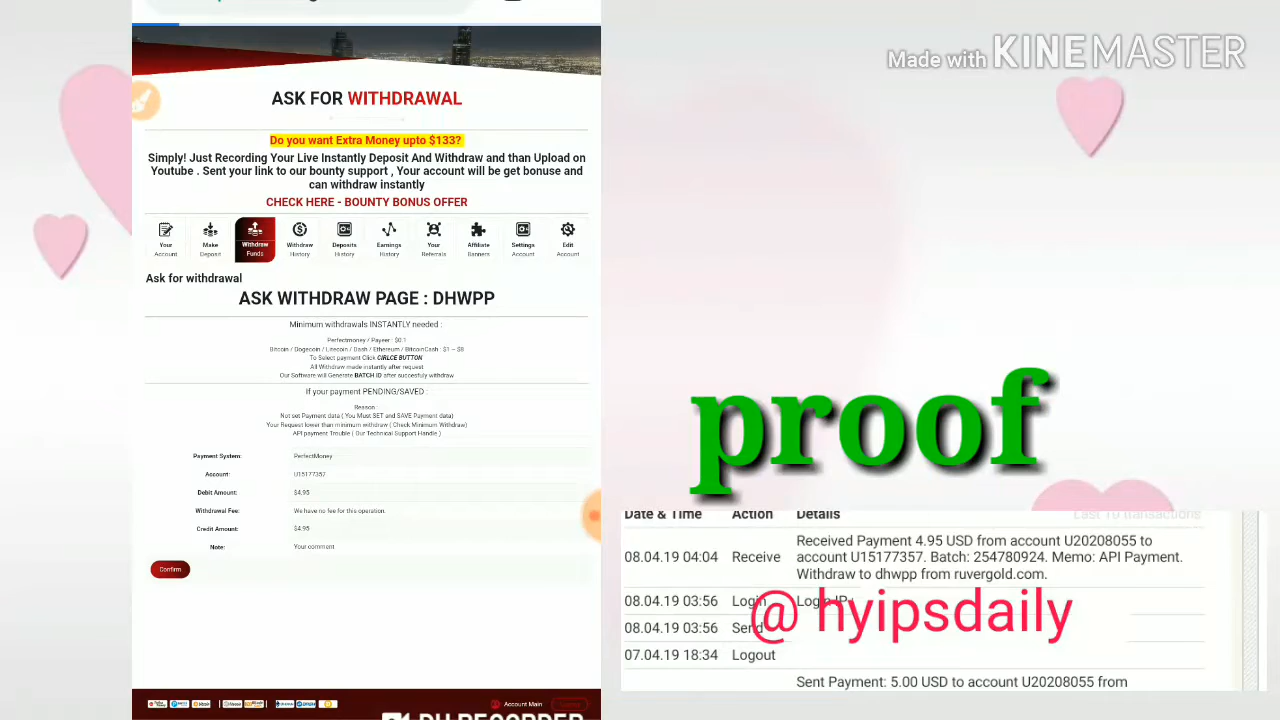 Made with KINEMASTER
ASK FOR WITHDRAWAL
Do you want Extra Money upto $133?
Simply! Just Recording Your Live Instantly Deposit And Withdraw and than Upload on
Youtube . Sent your link to our bounty support , Your account will be get bonuse and
can withdraw instantly
CHECK HERE - BOUNTY BONUS OFFER
Your Account
Make Deposit
Withdraw Funds
Withdraw History
Deposits History
Earnings History
Your Referrals
Affiliate Banners
Settings Account
Edit Account
Ask for withdrawal
ASK WITHDRAW PAGE : DHWPP
Minimum withdrawals INSTANTLY needed :
Perfectmoney / Payeer : $0.1
Bitcoin / Dogecoin / Litecoin / Dash / Ethereum / BitcoinCash : $1 – $8
To Select payment Click CIRLCE BUTTON
All Withdraw made instantly after request
Our Software will Generate BATCH ID after succesfuly withdraw
If your payment PENDING/SAVED :
Reason :
Not set Payment data ( You Must SET and SAVE Payment data)
Your Request lower than minimum withdraw ( Check Minimum Withdraw)
API payment Trouble ( Our Technical Support Handle )
Payment System: PerfectMoney
Account: U15177357
Debit Amount: $4.95
Withdrawal Fee: We have no fee for this operation.
Credit Amount: $4.95
Note: Your comment
Confirm
Account Main
DU RECORDER
proof
Date & Time Action Details Last 10 transactions
08.04.19 04:04 Receive Received Payment 4.95 USD from account U20208055 to
account U15177357. Batch: 254780924. Memo: API Payment.
Withdraw to dhwpp from ruvergold.com.
08.04.19 03:56 Login Login IP:
@ hyipsdaily
08.04.19 03:56 Send
07.04.19 18:34 Logout
Sent Payment: 5.00 USD to account U20208055 from